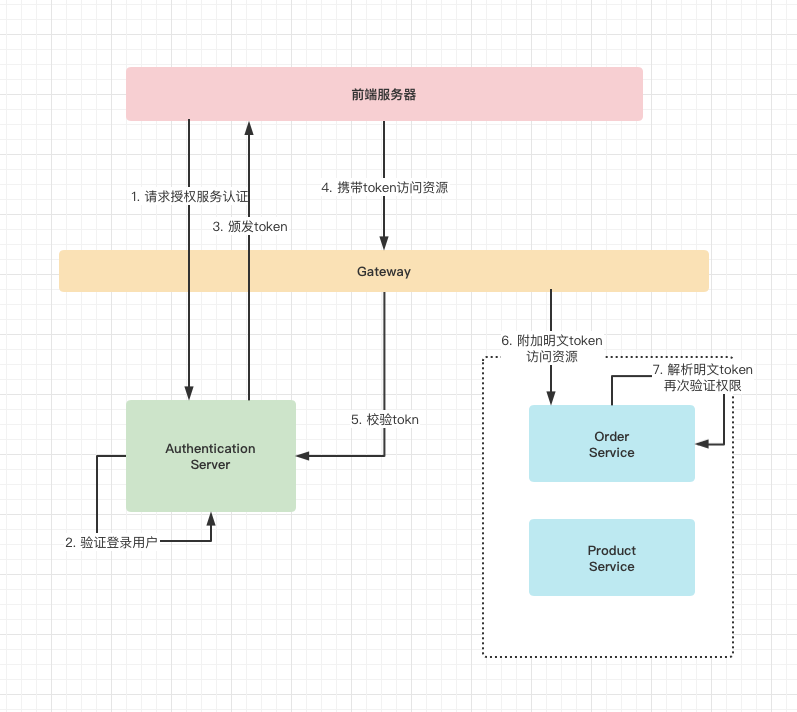 前端服务器
1. 请求授权服务认证
4. 携带token访问资源
3. 颁发token
Gateway
6. 附加明文token
访问资源
7. 解析明文token
再次验证权限
5. 校验tokn
Authentication
Server
Order
Service
2. 验证登录用户
Product
Service